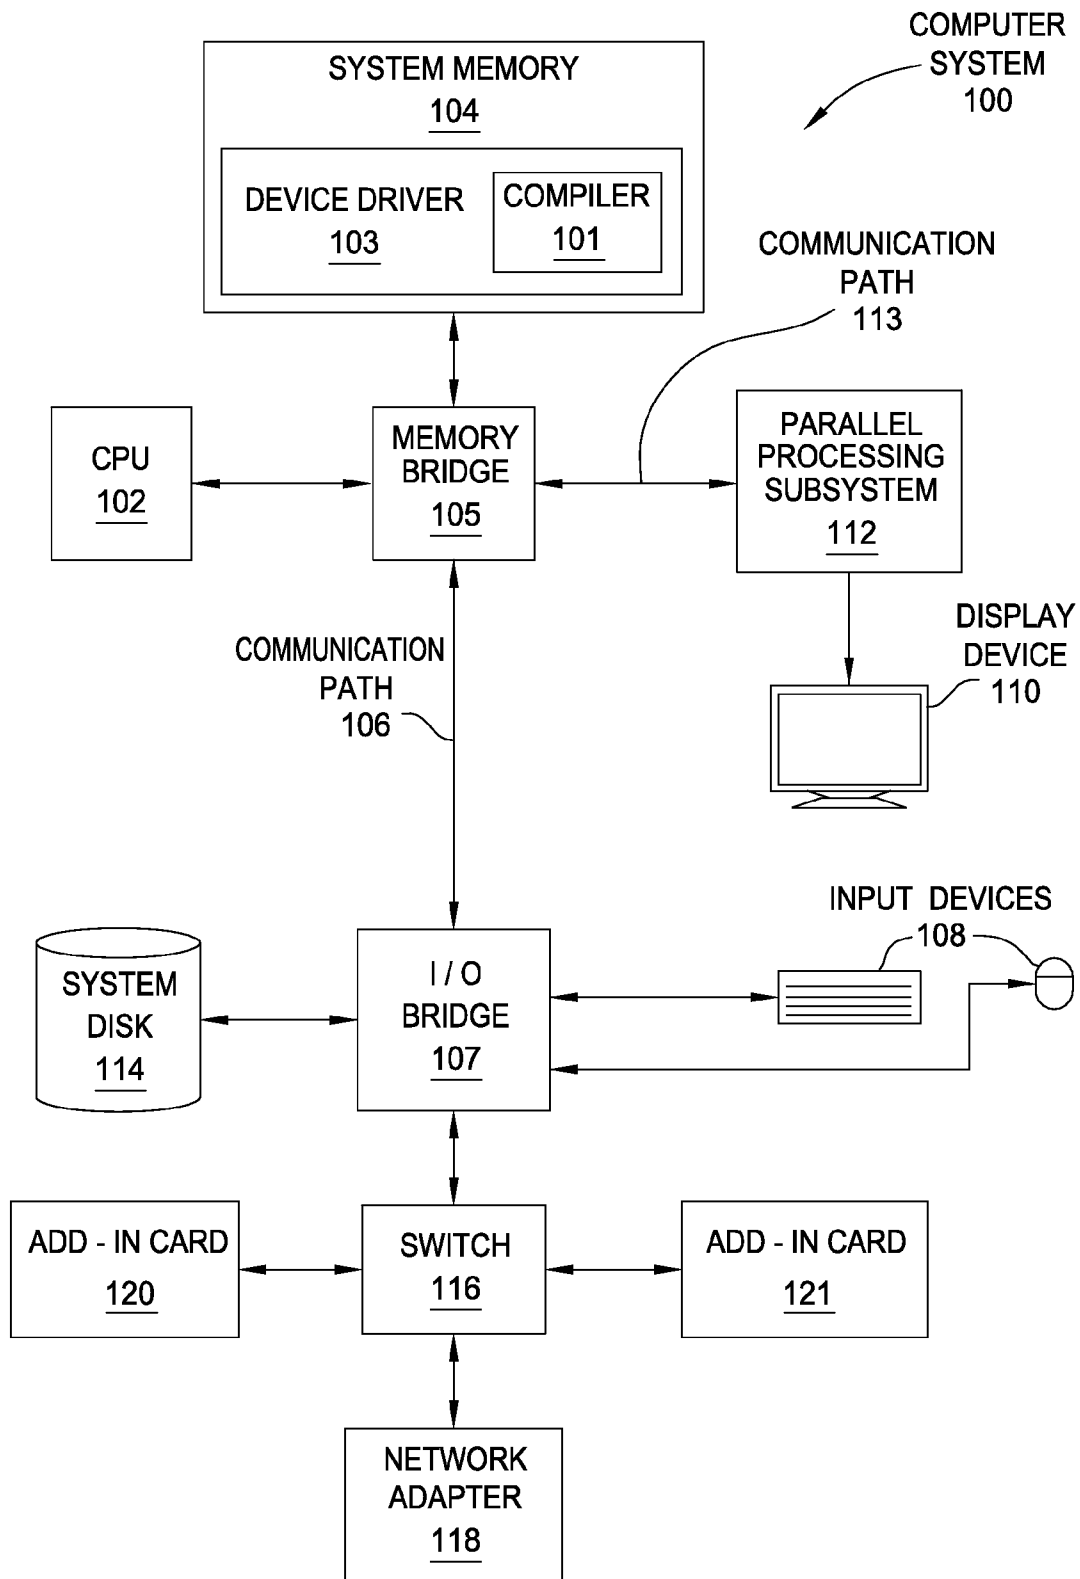 COMPUTER
SYSTEM
100
SYSTEM MEMORY
104
DEVICE DRIVER
103
COMPILER
101
COMMUNICATION
PATH
113
CPU
102
MEMORY
BRIDGE
105
PARALLEL
PROCESSING
SUBSYSTEM
112
COMMUNICATION
PATH
106
DISPLAY
DEVICE
110
INPUT DEVICES
108
SYSTEM
DISK
114
I / O
BRIDGE
107
ADD - IN CARD
120
SWITCH
116
ADD - IN CARD
121
NETWORK
ADAPTER
118